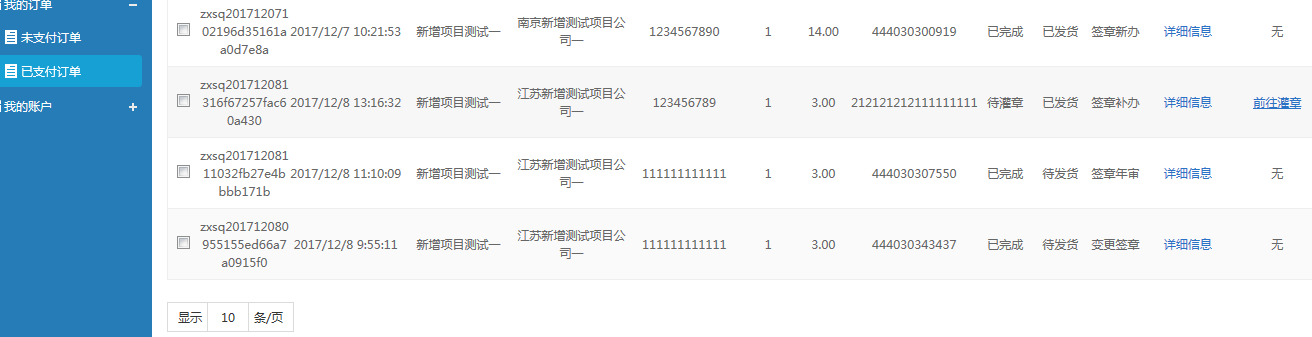 我的订单
未支付订单
已支付订单
我的账户
zxsq201712071
02196d35161a
a0d7e8a
2017/12/7 10:21:53
新增项目测试一
南京新增测试项目公
司一
1234567890
1
14.00
444030300919
已完成
已发货
签章新办
详细信息
无
zxsq201712081
316f67257fac6
0a430
2017/12/8 13:16:32
新增项目测试一
江苏新增测试项目公
司一
123456789
1
3.00
212121212111111111
待灌章
已发货
签章补办
详细信息
前往灌章
zxsq201712081
11032fb27e4b
bbb171b
2017/12/8 11:10:09
新增项目测试一
江苏新增测试项目公
司一
111111111111
1
3.00
444030307550
已完成
待发货
签章年审
详细信息
无
zxsq201712080
955155ed66a7
a0915f0
2017/12/8 9:55:11
新增项目测试一
江苏新增测试项目公
司一
111111111111
1
3.00
444030343437
已完成
待发货
变更签章
详细信息
无
显示 10 条/页